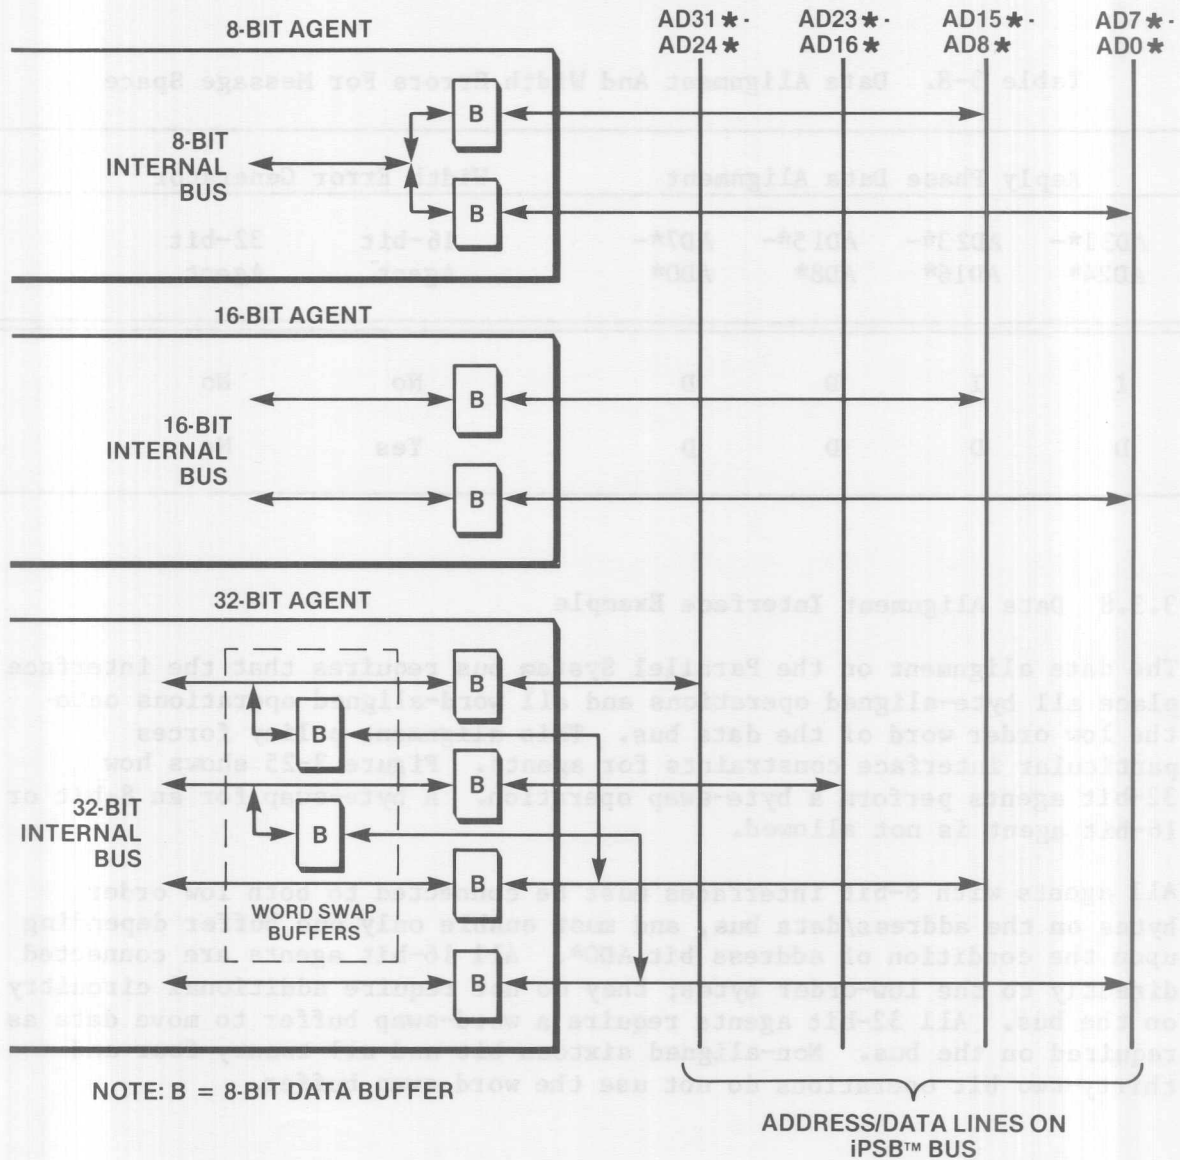 AD31*-
AD24*
AD23*-
AD16*
AD15*-
AD8*
AD7*-
AD0*
8-BIT AGENT
8-BIT
INTERNAL
BUS
B
B
16-BIT AGENT
16-BIT
INTERNAL
BUS
B
B
32-BIT AGENT
32-BIT
INTERNAL
BUS
B
B
B
B
WORD SWAP
BUFFERS
B
B
NOTE: B = 8-BIT DATA BUFFER
ADDRESS/DATA LINES ON
iPSB™ BUS